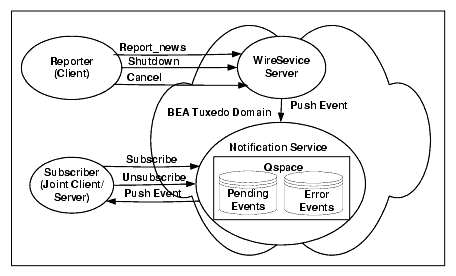 Report_news
Shutdown
Cancel
Reporter
(Client)
WireSevice
Server
BEA Tuxedo Domain
Push Event
Notification Service
Qspace
Pending
Events
Error
Events
Subscribe
Unsubscribe
Push Event
Subscriber
(Joint Client/
Server)